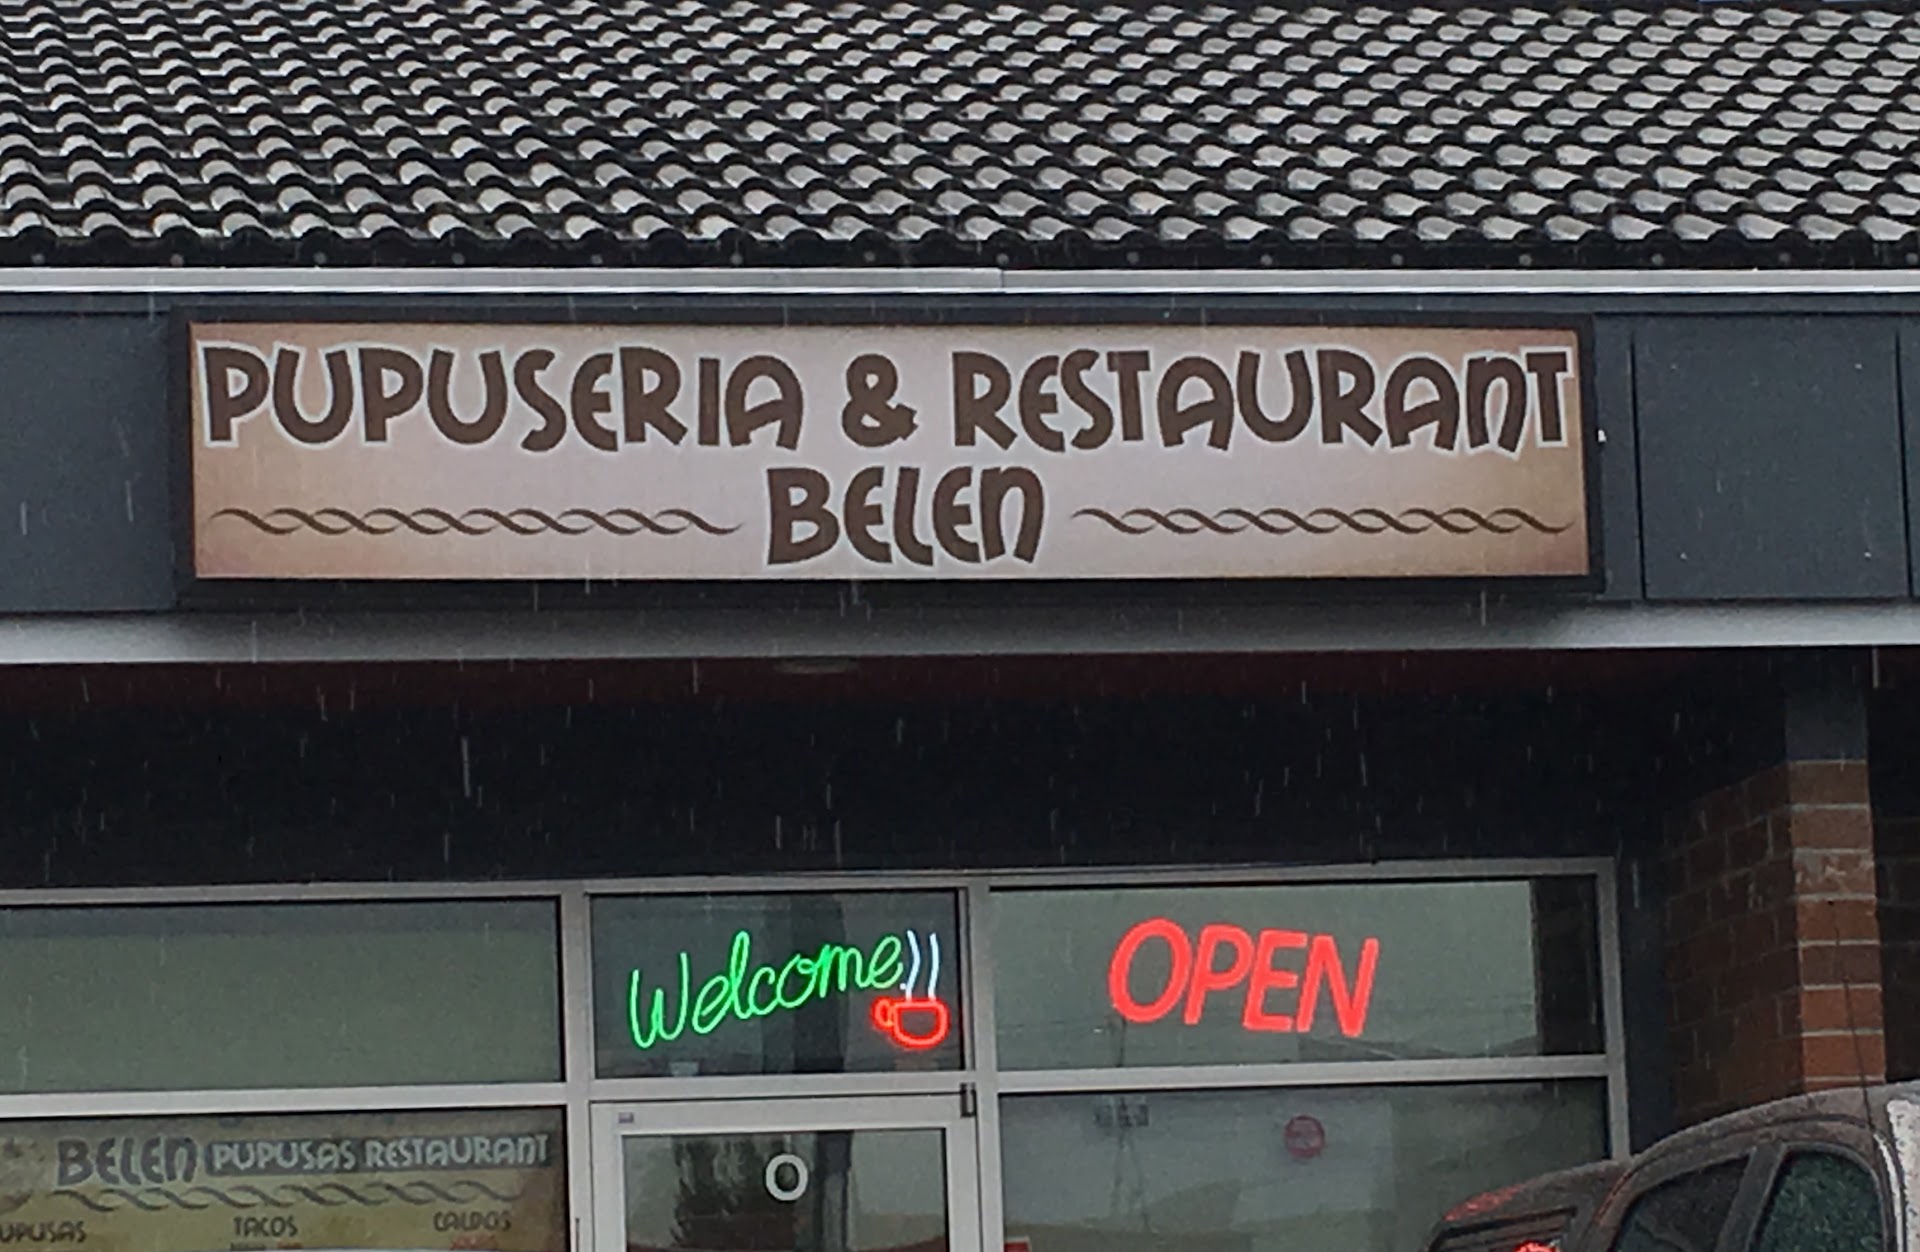 PUPUSERIA & RESTAURANT
BELEN
Welcome
OPEN
O
BELEN PUPUSAS RESTAURANT
PUPUSAS TACOS CALDOS